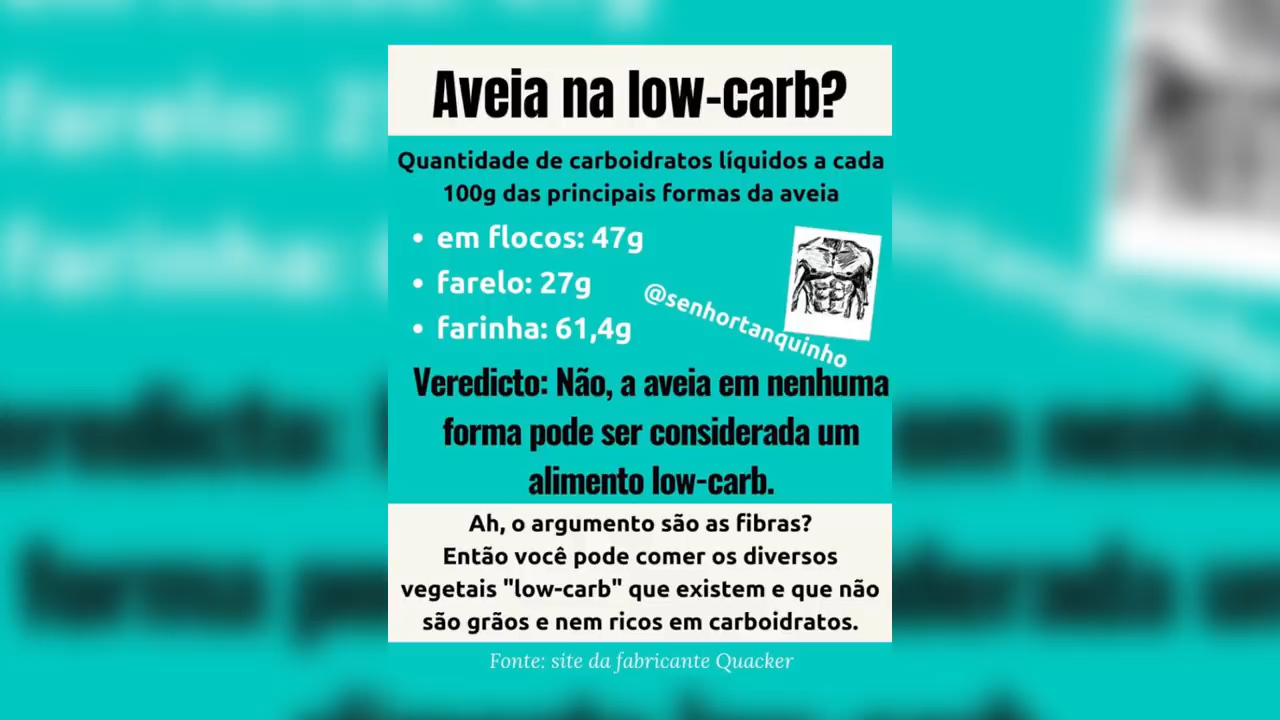 Aveia na low-carb?
Quantidade de carboidratos líquidos a cada
100g das principais formas da aveia
• em flocos: 47g
• farelo: 27g
• farinha: 61,4g
@senhortanquinho
Veredicto: Não, a aveia em nenhuma
forma pode ser considerada um
alimento low-carb.
Ah, o argumento são as fibras?
Então você pode comer os diversos
vegetais "low-carb" que existem e que não
são grãos e nem ricos em carboidratos.
Fonte: site da fabricante Quacker